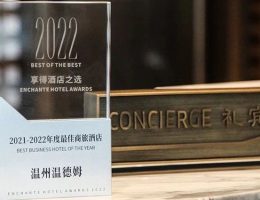 2022
BEST OF THE BEST
享得酒店之选
ENCHANTE HOTEL AWARDS
2021-2022年度最佳商旅酒店
BEST BUSINESS HOTEL OF THE YEAR
温州温德姆
ENCHANTE HOTEL AWARDS 2022
CONCIERGE 礼宾